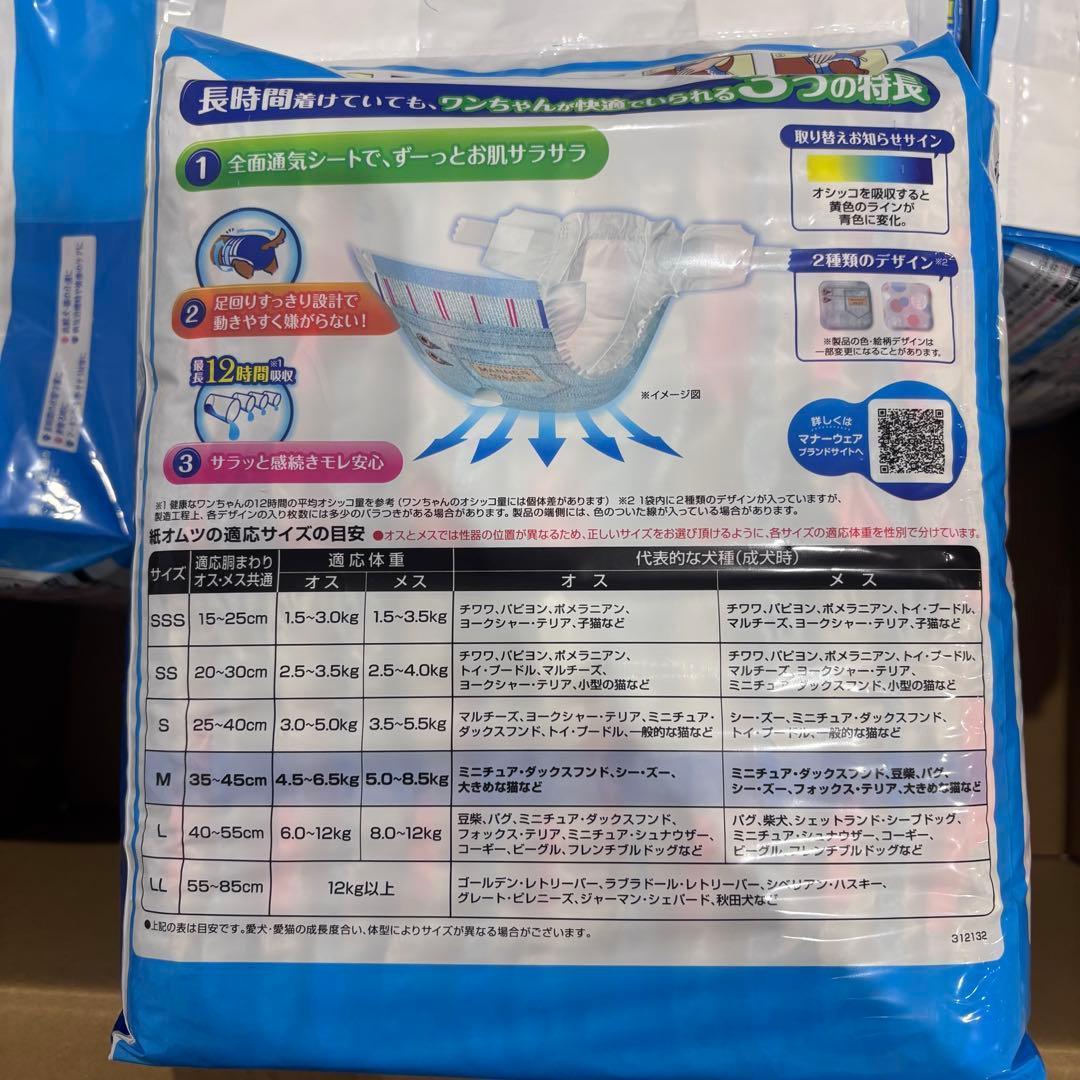 長時間着けていても、ワンちゃんが快適でいられる3つの特長
1 全面通気シートで、ずーっとお肌サラサラ
取り替えお知らせサイン
オシッコを吸収すると
黄色のラインが
青色に変化。
2 足回りすっきり設計で
動きやすく嫌がらない!
2種類のデザイン※2
※製品の色・絵柄デザインは
一部変更になることがあります。
最長12時間※1吸収
MANNER
WEAR
※イメージ図
詳しくは
マナーウェア
ブランドサイトへ
3 サラッと感続きモレ安心
※1 健康なワンちゃんの12時間の平均オシッコ量を参考(ワンちゃんのオシッコ量には個体差があります) ※2 1袋内に2種類のデザインが入っていますが、
製造工程上、各デザインの入り枚数には多少のバラつきがある場合があります。製品の端側には、色のついた線が入っている場合があります。
紙オムツの適応サイズの目安 ●オスとメスでは性器の位置が異なるため、正しいサイズをお選び頂けるように、各サイズの適応体重を性別で分けています。
サイズ 適応胴まわり オス・メス共通 適応体重 代表的な犬種(成犬時)
オス メス オス メス
SSS 15~25cm 1.5~3.0kg 1.5~3.5kg チワワ、パピヨン、ポメラニアン、 チワワ、パピヨン、ポメラニアン、トイ・プードル、
ヨークシャー・テリア、子猫など マルチーズ、ヨークシャー・テリア、子猫など
SS 20~30cm 2.5~3.5kg 2.5~4.0kg チワワ、パピヨン、ポメラニアン、 チワワ、パピヨン、ポメラニアン、トイ・プードル、
トイ・プードル、マルチーズ、 マルチーズ、ヨークシャー・テリア、
ヨークシャー・テリア、小型の猫など ミニチュア・ダックスフンド、小型の猫など
S 25~40cm 3.0~5.0kg 3.5~5.5kg マルチーズ、ヨークシャー・テリア、ミニチュア・ シー・ズー、ミニチュア・ダックスフンド、
ダックスフンド、トイ・プードル、一般的な猫など トイ・プードル、一般的な猫など
M 35~45cm 4.5~6.5kg 5.0~8.5kg ミニチュア・ダックスフンド、シー・ズー、 ミニチュア・ダックスフンド、豆柴、パグ、
大きめな猫など シー・ズー、フォックス・テリア、大きめな猫など
L 40~55cm 6.0~12kg 8.0~12kg 豆柴、パグ、ミニチュア・ダックスフンド、 パグ、柴犬、シェットランド・シープドッグ、
フォックス・テリア、ミニチュア・シュナウザー、 ミニチュア・シュナウザー、コーギー、
コーギー、ビーグル、フレンチブルドッグなど ビーグル、フレンチブルドッグなど
LL 55~85cm 12kg以上 ゴールデン・レトリーバー、ラブラドール・レトリーバー、シベリアン・ハスキー、
グレート・ピレニーズ、ジャーマン・シェパード、秋田犬など
●上記の表は目安です。愛犬・愛猫の成長度合い、体型によりサイズが異なる場合がございます。
312132